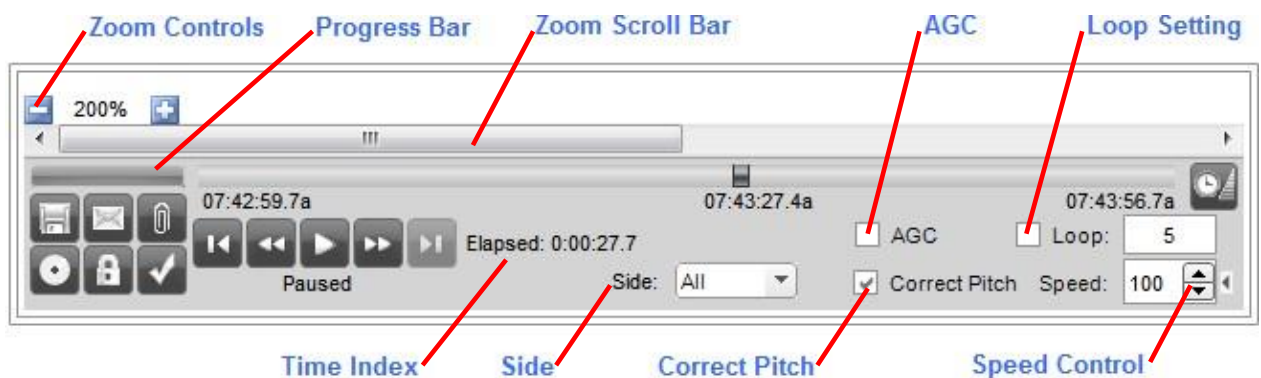 Zoom Controls Progress Bar Zoom Scroll Bar AGC Loop Setting
200%
07:42:59.7a 07:43:27.4a 07:43:56.7a
Elapsed: 0:00:27.7 AGC Loop: 5
Paused Side: All Correct Pitch Speed: 100
Time Index Side Correct Pitch Speed Control